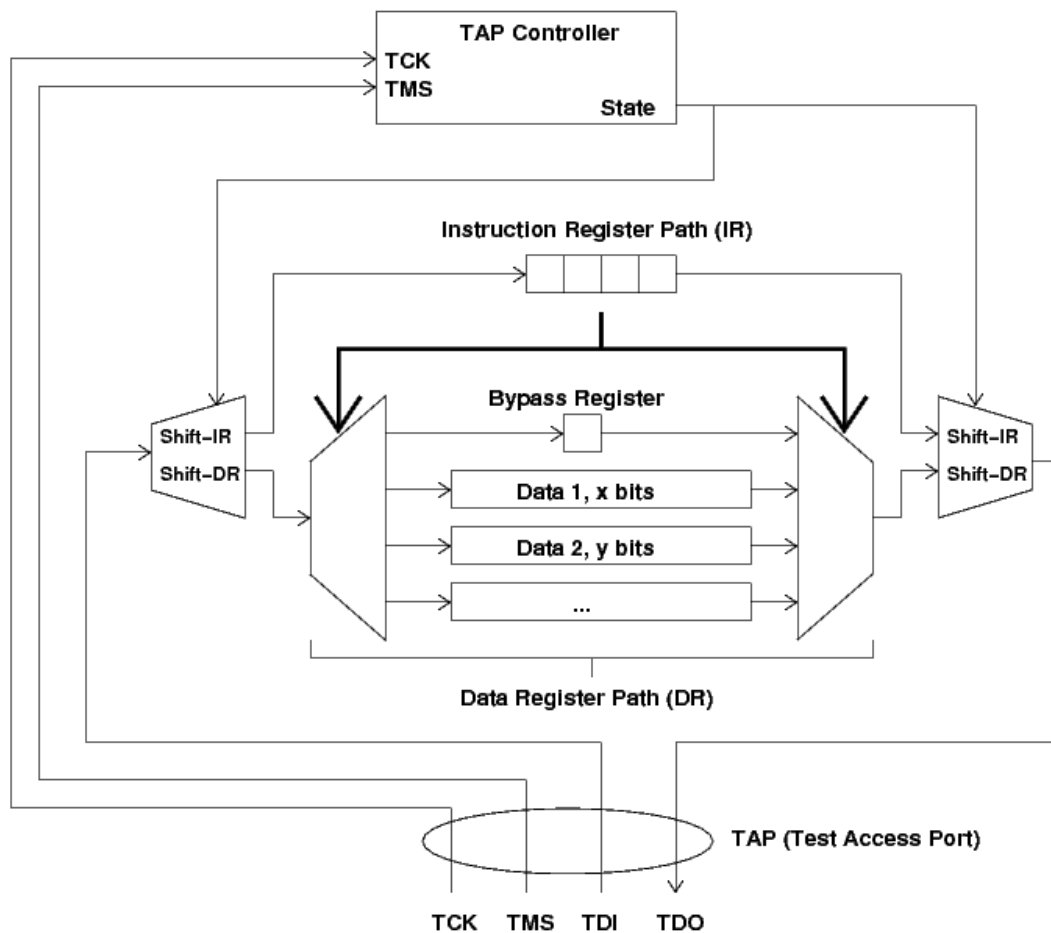 TAP Controller
TCK
TMS
State
Instruction Register Path (IR)
Bypass Register
Shift-IR
Shift-DR
Shift-IR
Shift-DR
Data 1, x bits
Data 2, y bits
...
Data Register Path (DR)
TAP (Test Access Port)
TCK TMS TDI TDO